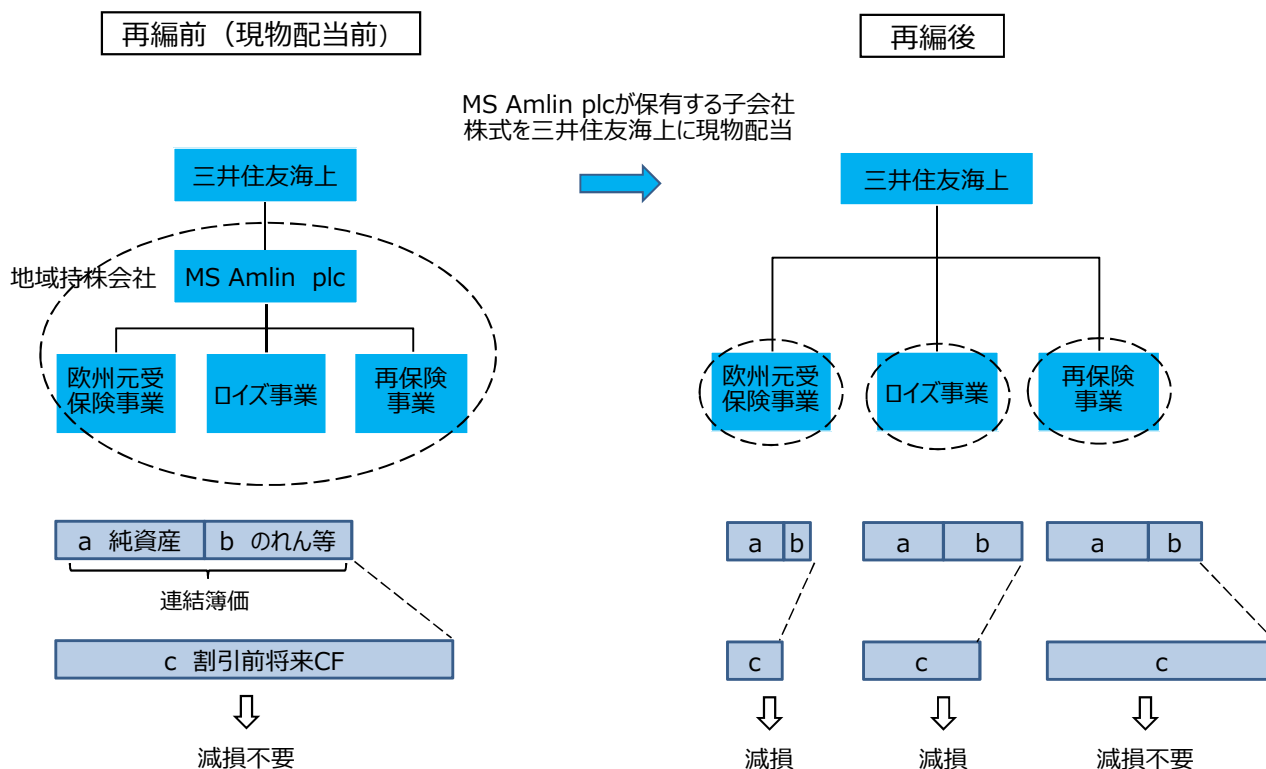 再編前（現物配当前）
再編後
MS Amlin plcが保有する子会社
株式を三井住友海上に現物配当
三井住友海上
地域持株会社
MS Amlin plc
欧州元受
保険事業
ロイズ事業
再保険
事業
三井住友海上
欧州元受
保険事業
ロイズ事業
再保険
事業
a 純資産
b のれん等
連結簿価
c 割引前将来CF
減損不要
a
b
a
b
a
b
c
c
c
減損
減損
減損不要